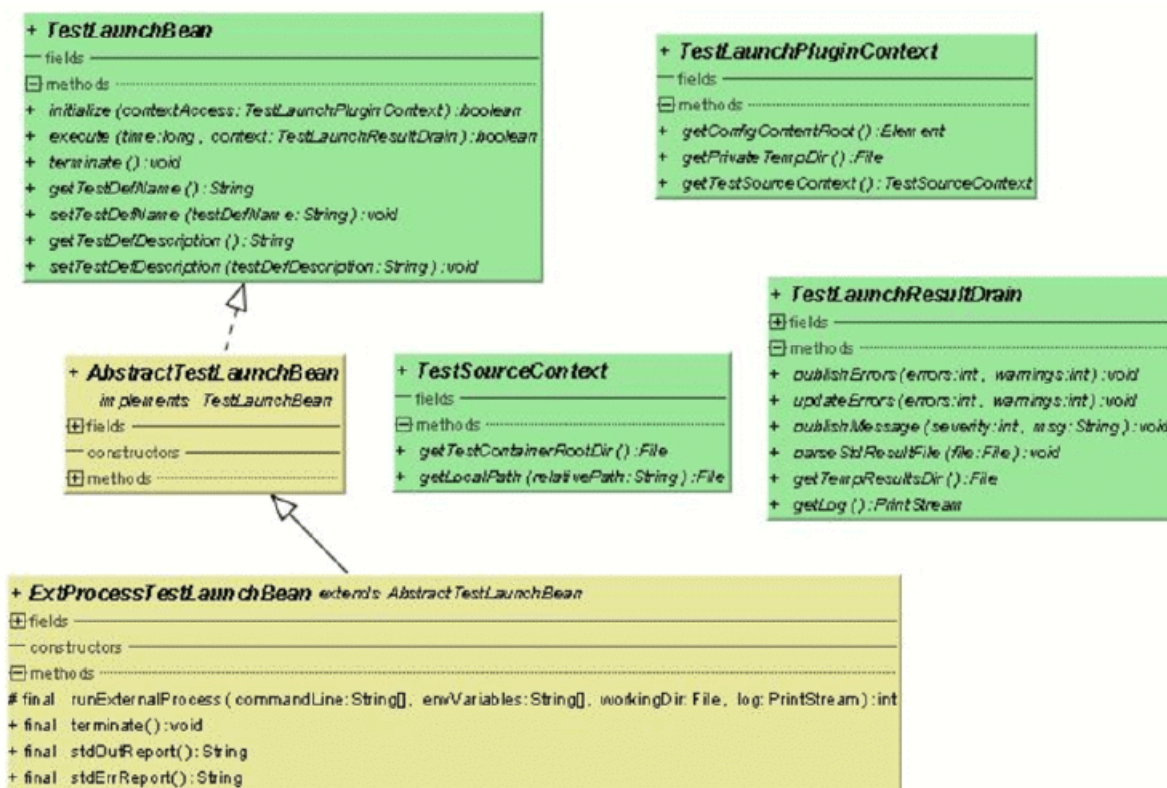 + TestLaunchBean
fields
methods
+ initialize (contextAccess: TestLaunchPluginContext) :boolean
+ execute (time:long , context: TestLaunchResultDrain) :boolean
+ terminate () :void
+ getTestDefName () :String
+ setTestDefName (testDefName: String) :void
+ getTestDefDescription () :String
+ setTestDefDescription (testDefDescription: String) :void
+ TestLaunchPluginContext
fields
methods
+ getConfigContentRoot () :Element
+ getPrivateTempDir () :File
+ getTestSourceContext () :TestSourceContext
+ TestLaunchResultDrain
fields
methods
+ publishErrors (errors:int , warnings:int) :void
+ updateErrors (errors:int , warnings:int) :void
+ publishMessage (severity:int , msg: String) :void
+ parseStdResultFile (file: File) :void
+ getTempResultsDir () :File
+ getLog () :PrintStream
+ AbstractTestLaunchBean
implements TestLaunchBean
fields
constructors
methods
+ TestSourceContext
fields
methods
+ getTestContainerRootDir () :File
+ getLocalPath (relativePath: String) :File
+ ExtProcessTestLaunchBean extends AbstractTestLaunchBean
fields
constructors
methods
# final runExternalProcess ( commandLine: String[], envVariables: String[], workingDir: File, log: PrintStream ) : int
+ final terminate() : void
+ final stdOutReport() : String
+ final stdErrReport() : String